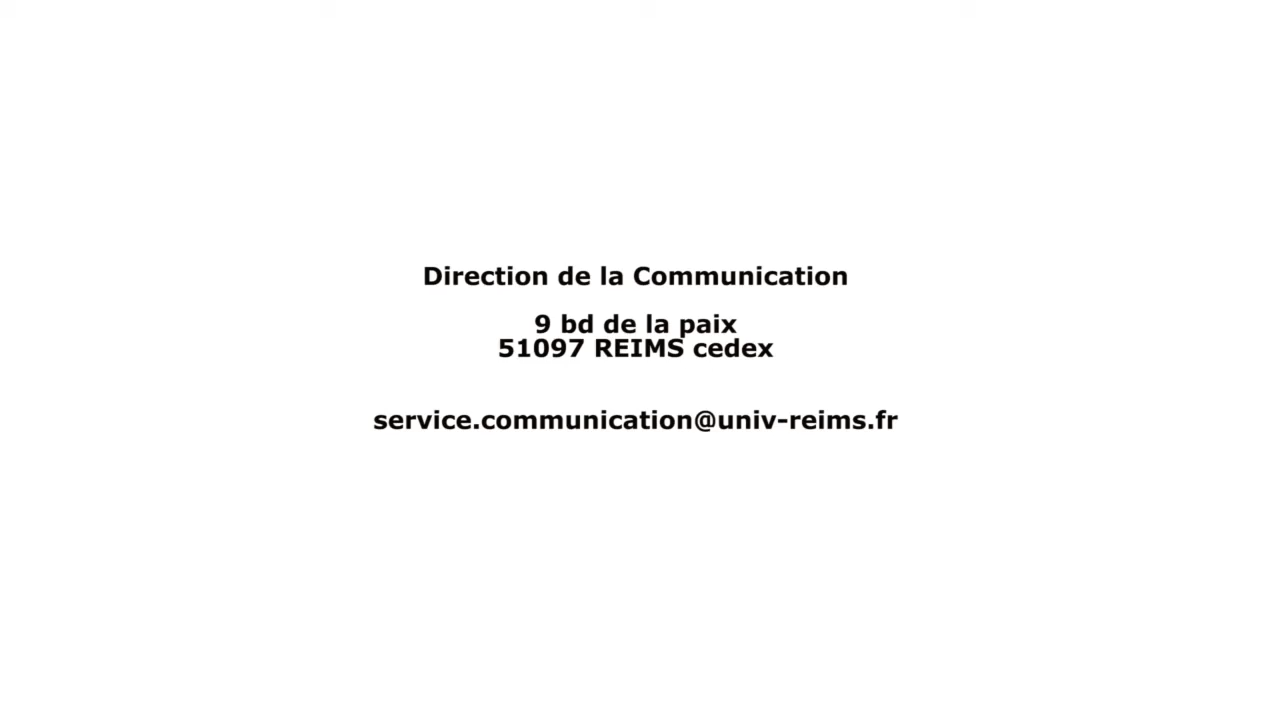 Direction de la Communication
9 bd de la paix
51097 REIMS cedex
service.communication@univ-reims.fr